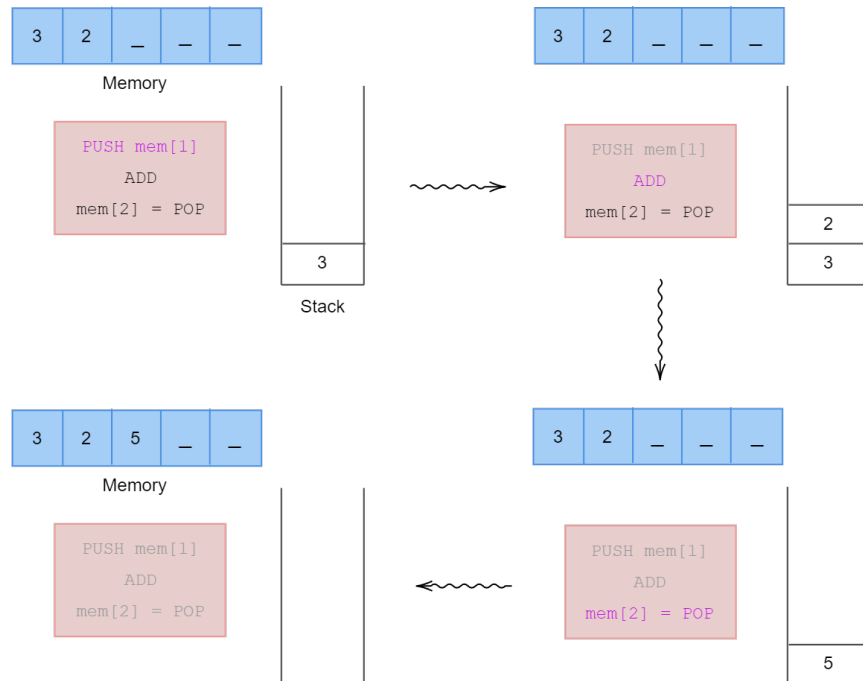 3 2 _ _ _
Memory
PUSH mem[1]
ADD
mem[2] = POP
3
Stack
3 2 _ _ _
PUSH mem[1]
ADD
mem[2] = POP
2
3
3 2 _ _ _
PUSH mem[1]
ADD
mem[2] = POP
5
3 2 5 _ _
Memory
PUSH mem[1]
ADD
mem[2] = POP